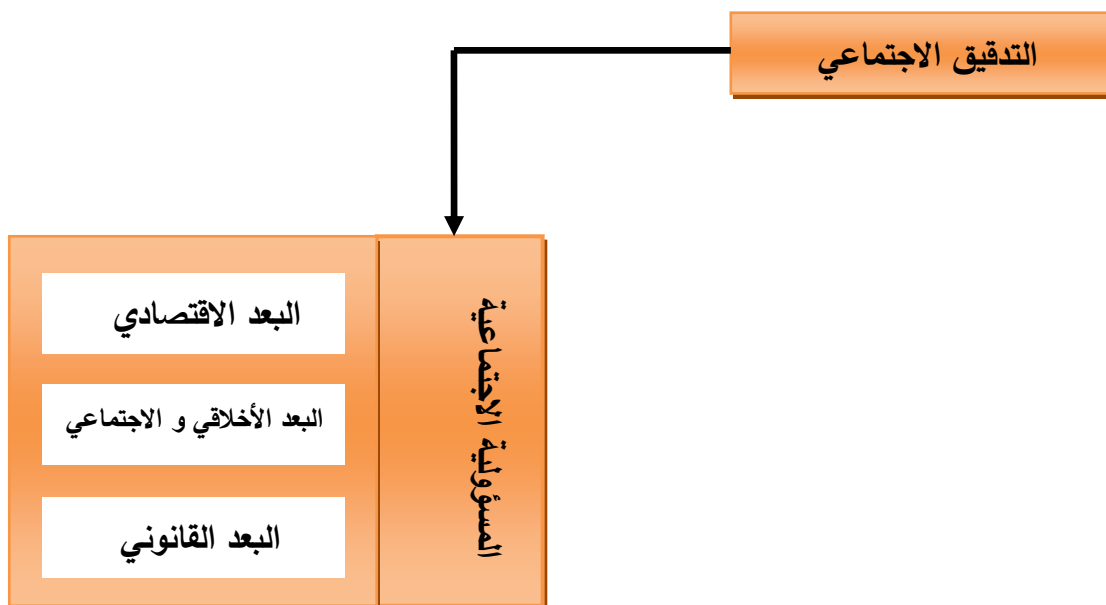 التدقيق الاجتماعي
المسؤولية الاجتماعية
البعد الاقتصادي
البعد الأخلاقي و الاجتماعي
البعد القانوني